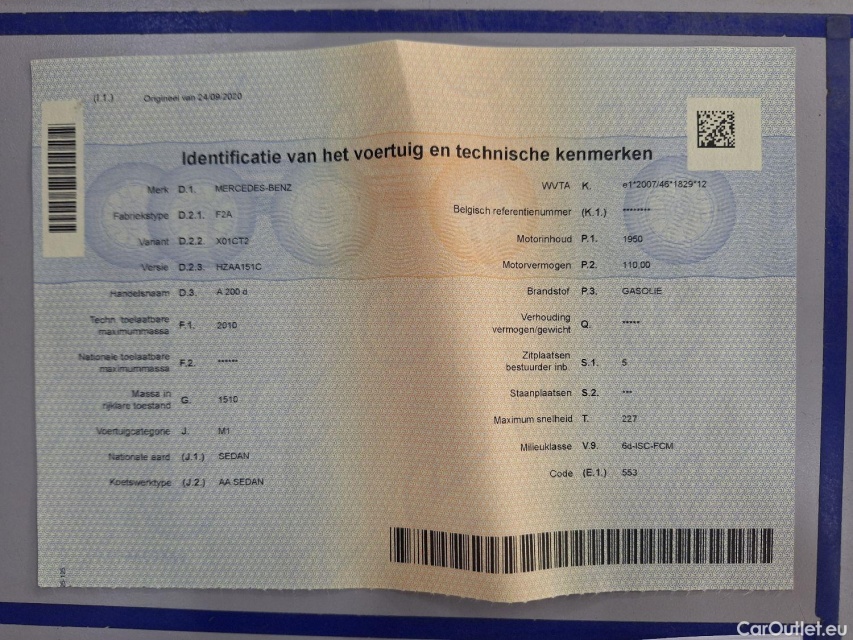 (I.1.) Origineel van 24/09/2020
Identificatie van het voertuig en technische kenmerken
Merk D.1. MERCEDES-BENZ
Fabriekstype D.2.1. F2A
Variant D.2.2. X01CT2
Versie D.2.3. HZAA151C
Handelsnaam D.3. A 200 d
Techn. toelaatbare
maximummassa F.1. 2010
Nationale toelaatbare
maximummassa F.2. ******
Massa in
rijklare toestand G. 1510
Voertuigcategorie J. M1
Nationale aard (J.1.) SEDAN
Koetswerktype (J.2.) AA SEDAN
WVTA K. e1*2007/46*1829*12
Belgisch referentienummer (K.1.) ********
Motorinhoud P.1. 1950
Motorvermogen P.2. 110.00
Brandstof P.3. GASOLIE
Verhouding
vermogen/gewicht Q. *****
Zitplaatsen
bestuurder inb. S.1. 5
Staanplaatsen S.2. ***
Maximum snelheid T. 227
Milieuklasse V.9. 6d-ISC-FCM
Code (E.1.) 553
CarOutlet.eu